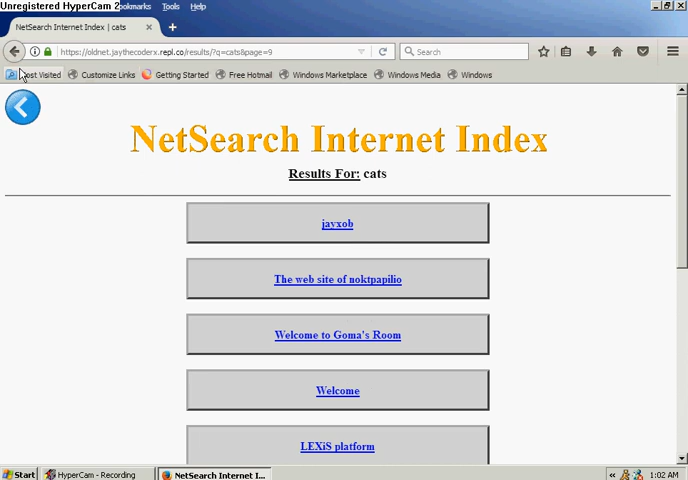 Unregistered HyperCam 2
okmarks Tools Help
NetSearch Internet Index | cats
https://oldnet.jaythecoderx.repl.co/results/?q=cats&page=9
Search
ost Visited Customize Links Getting Started Free Hotmail Windows Marketplace Windows Media Windows
NetSearch Internet Index
Results For: cats
jayxob
The web site of noktpapilio
Welcome to Goma's Room
Welcome
LEXiS platform
Start HyperCam - Recording NetSearch Internet I... 1:02 AM